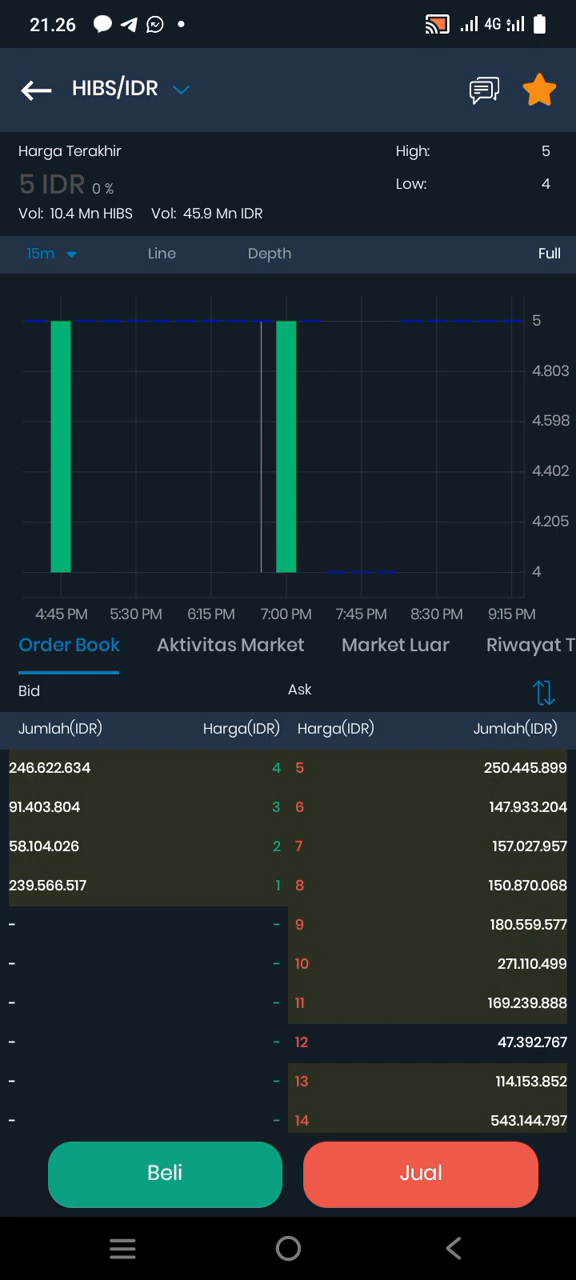 21.26 4G
HIBS/IDR
Harga Terakhir High: 5
5 IDR 0 % Low: 4
Vol: 10.4 Mn HIBS Vol: 45.9 Mn IDR
15m Line Depth Full
5
4.803
4.598
4.402
4.205
4
4:45 PM 5:30 PM 6:15 PM 7:00 PM 7:45 PM 8:30 PM 9:15 PM
Order Book Aktivitas Market Market Luar Riwayat T
Bid Ask
Jumlah(IDR) Harga(IDR) Harga(IDR) Jumlah(IDR)
246.622.634 4 5 250.445.899
91.403.804 3 6 147.933.204
58.104.026 2 7 157.027.957
239.566.517 1 8 150.870.068
- - 9 180.559.577
- - 10 271.110.499
- - 11 169.239.888
- - 12 47.392.767
- - 13 114.153.852
- - 14 543.144.797
Beli Jual